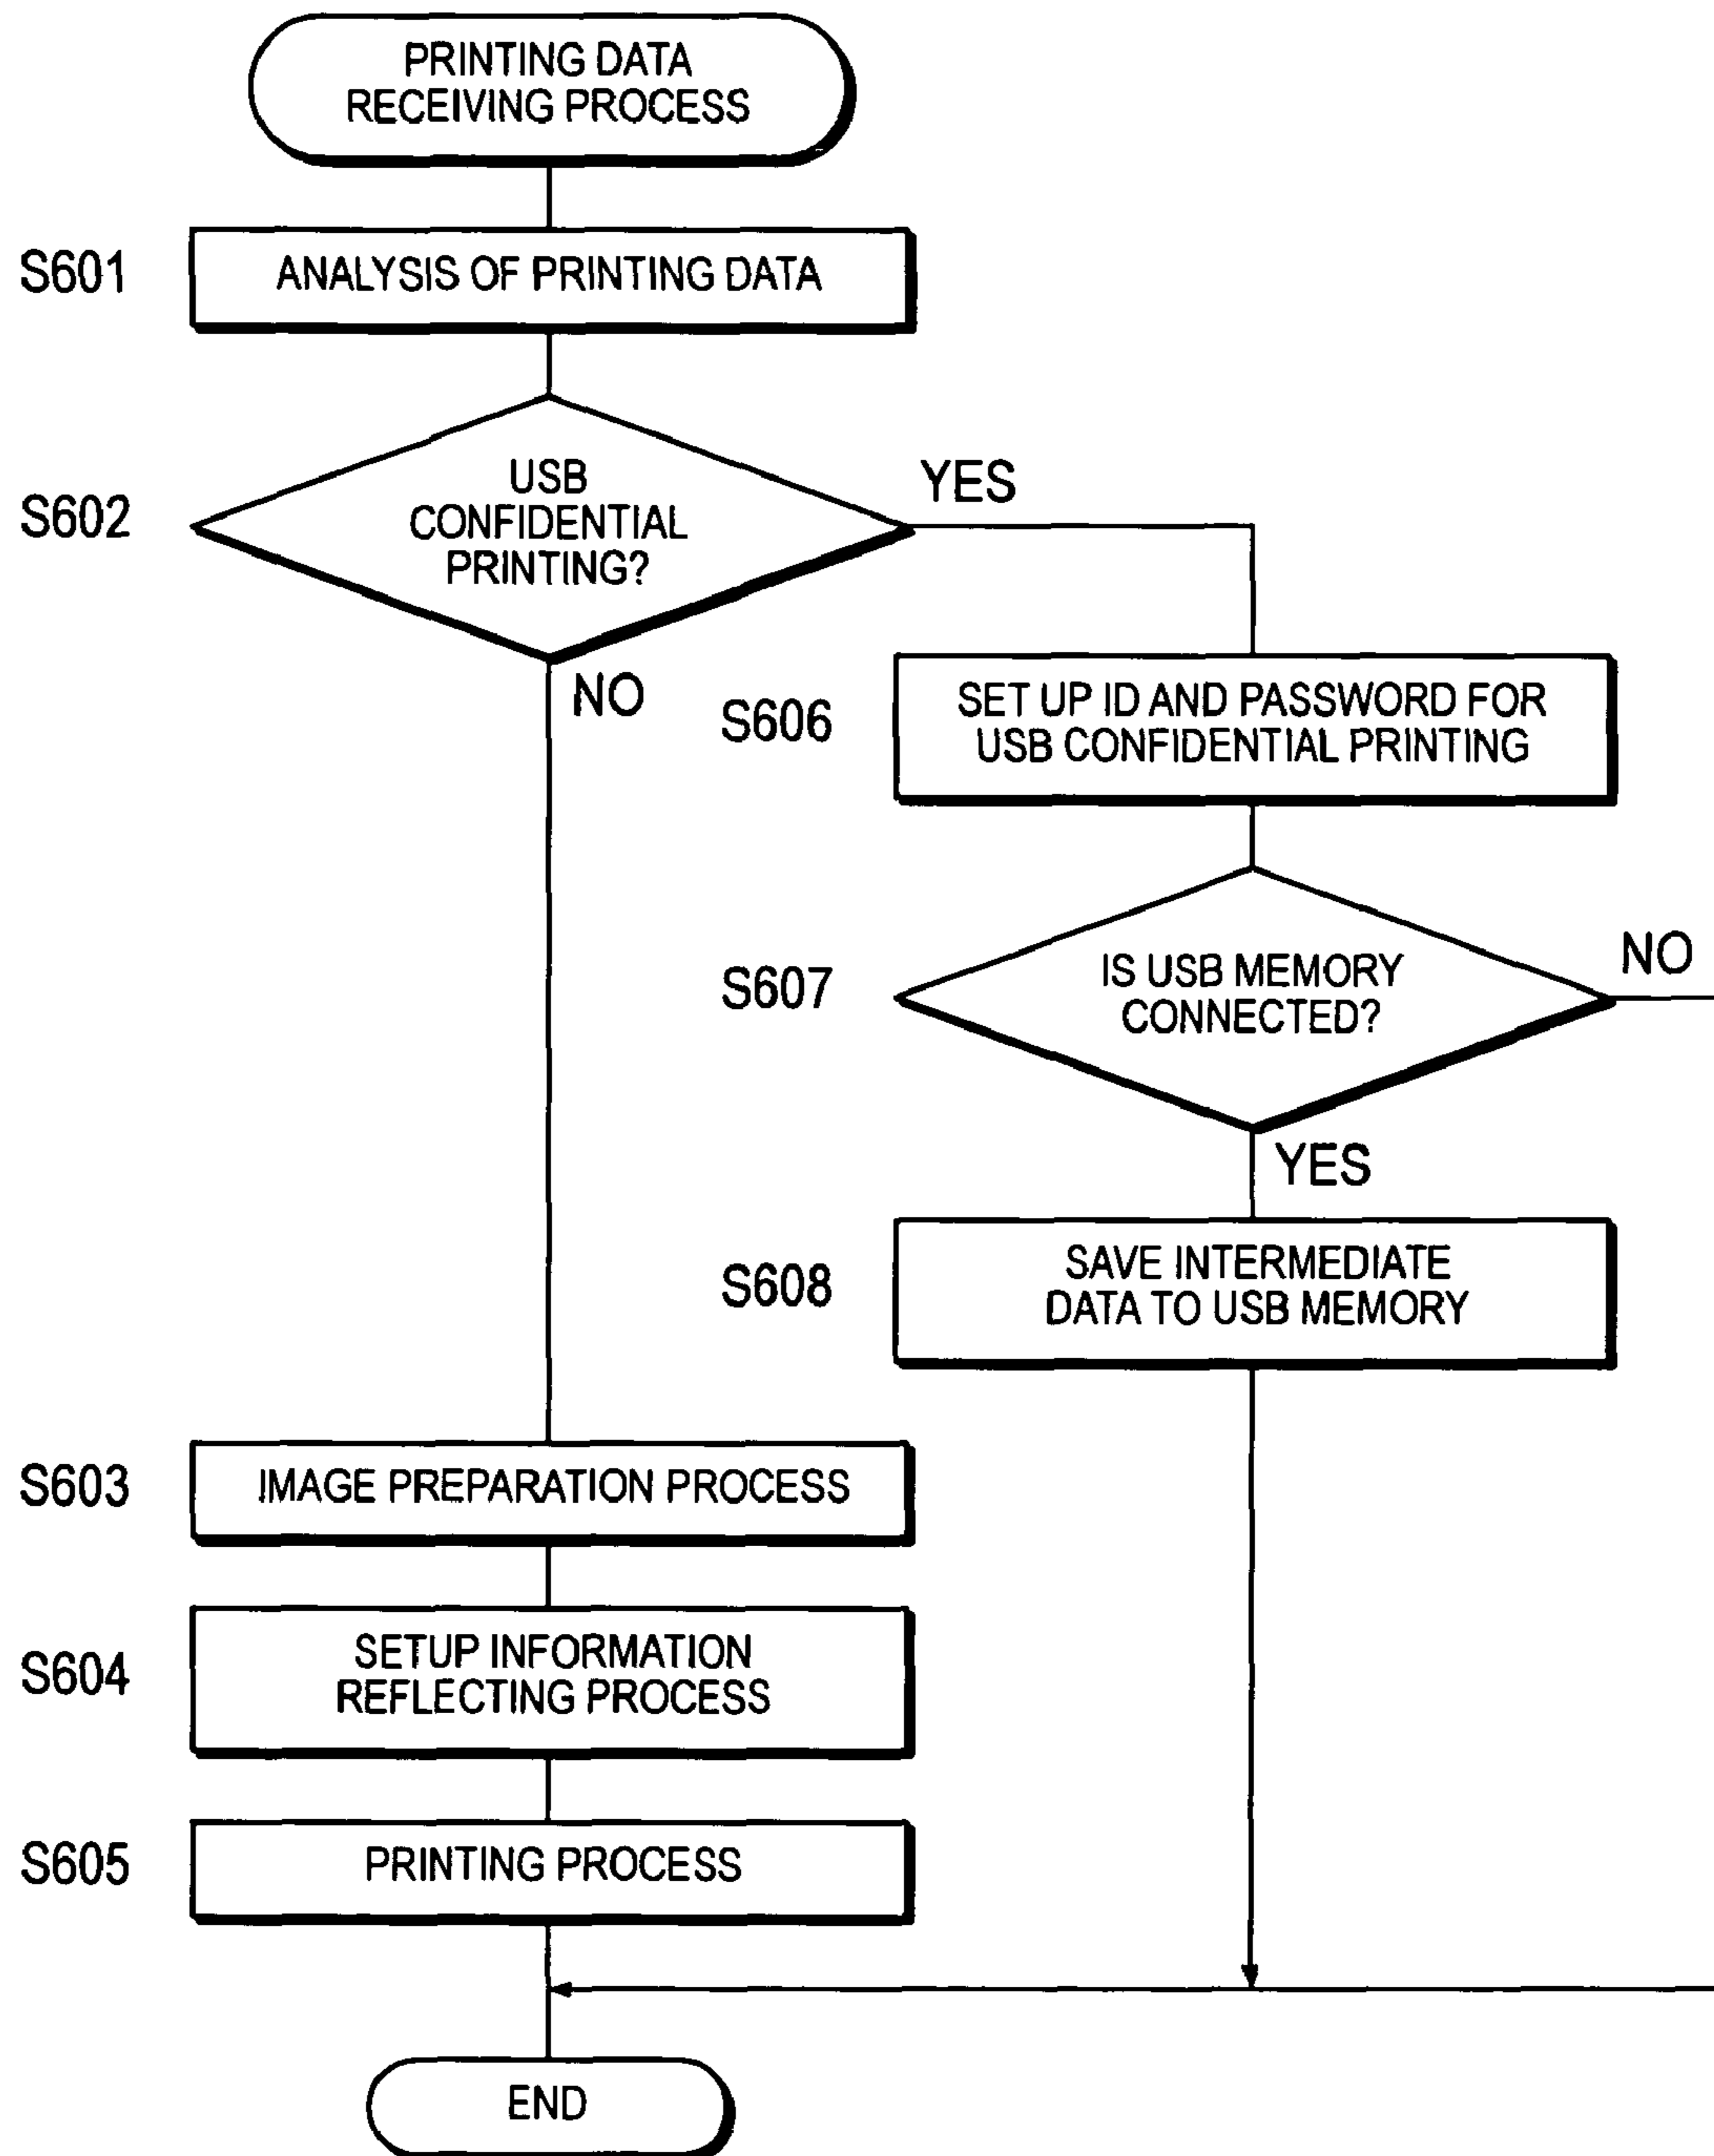 PRINTING DATA
RECEIVING PROCESS
S601
ANALYSIS OF PRINTING DATA
S602
USB
CONFIDENTIAL
PRINTING?
YES
NO
S606
SET UP ID AND PASSWORD FOR
USB CONFIDENTIAL PRINTING
S607
IS USB MEMORY
CONNECTED?
NO
YES
S608
SAVE INTERMEDIATE
DATA TO USB MEMORY
S603
IMAGE PREPARATION PROCESS
S604
SETUP INFORMATION
REFLECTING PROCESS
S605
PRINTING PROCESS
END